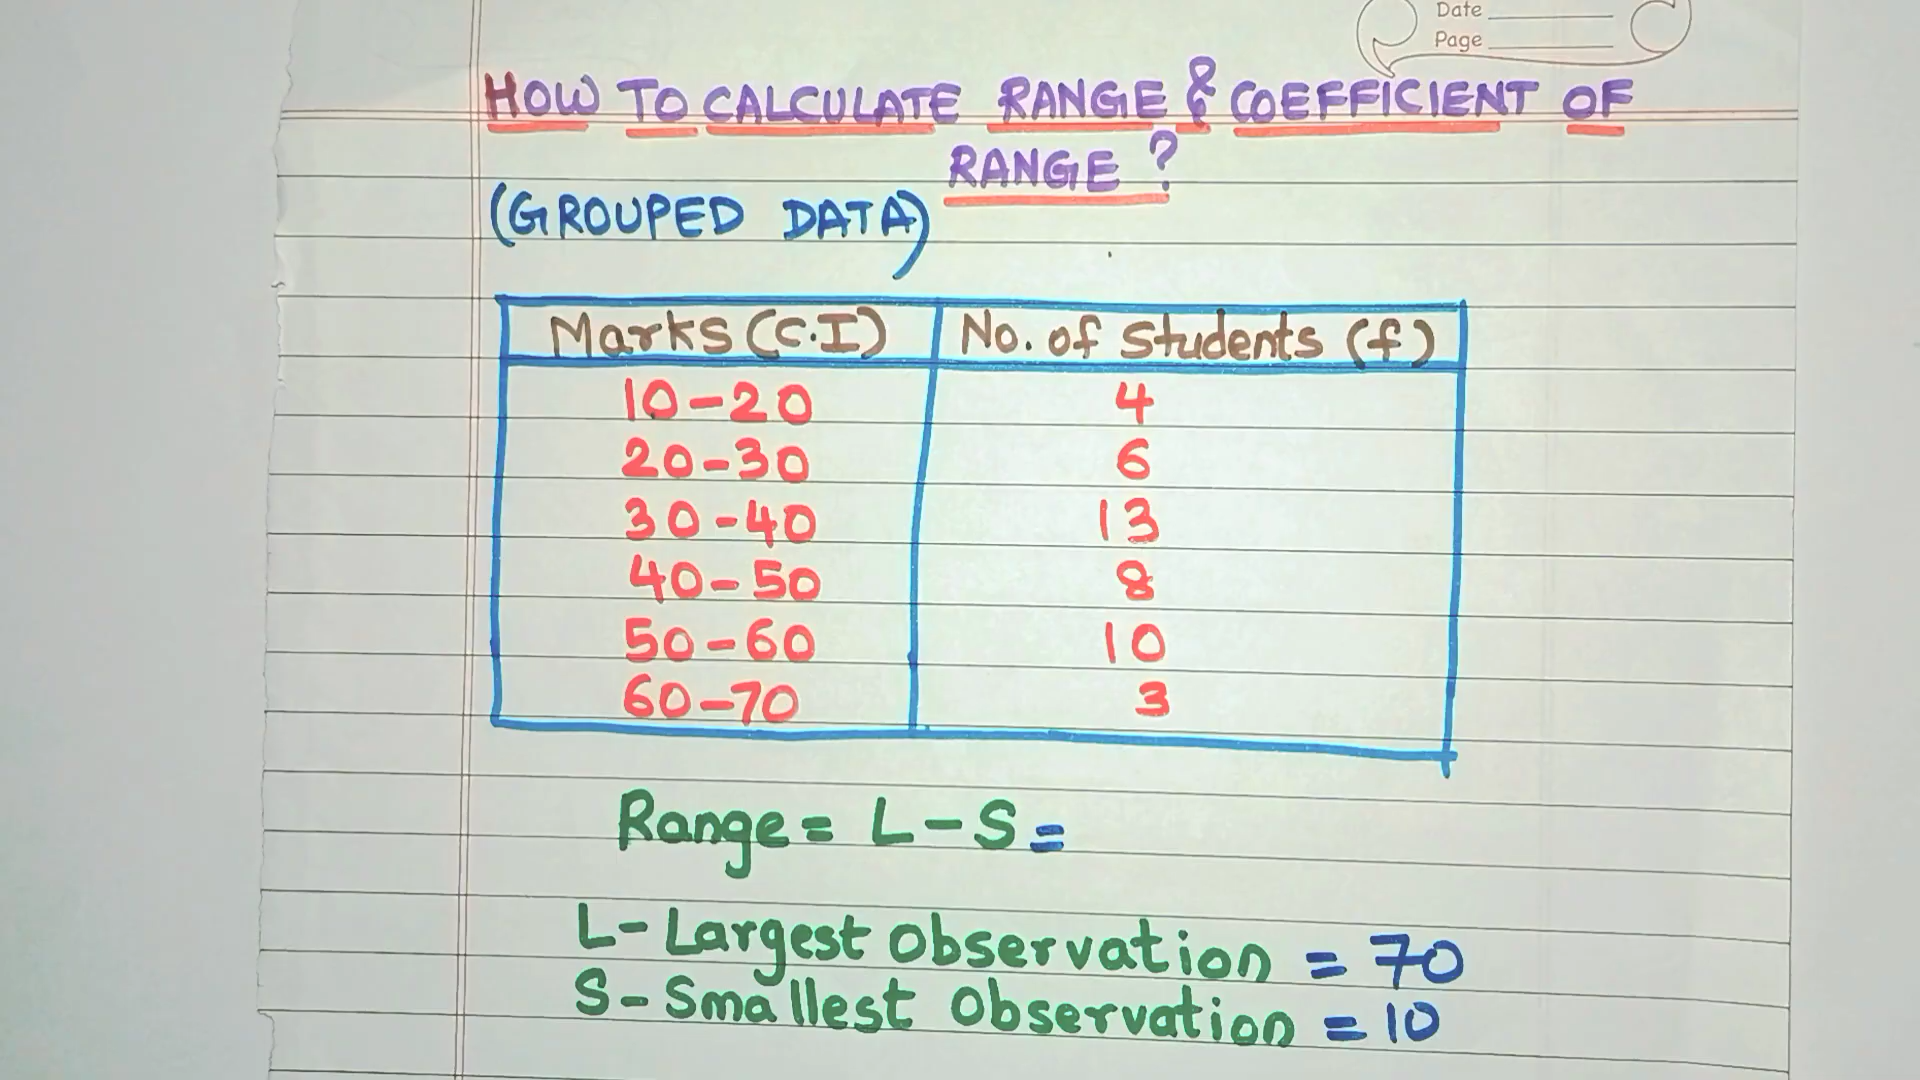 Date
Page
HOW TO CALCULATE RANGE & COEFFICIENT OF
RANGE ?
(GROUPED DATA)
Marks (C.I) No. of Students (f)
10-20 4
20-30 6
30-40 13
40-50 8
50-60 10
60-70 3
Range = L-S =
L- Largest Observation = 70
S- Smallest Observation = 10